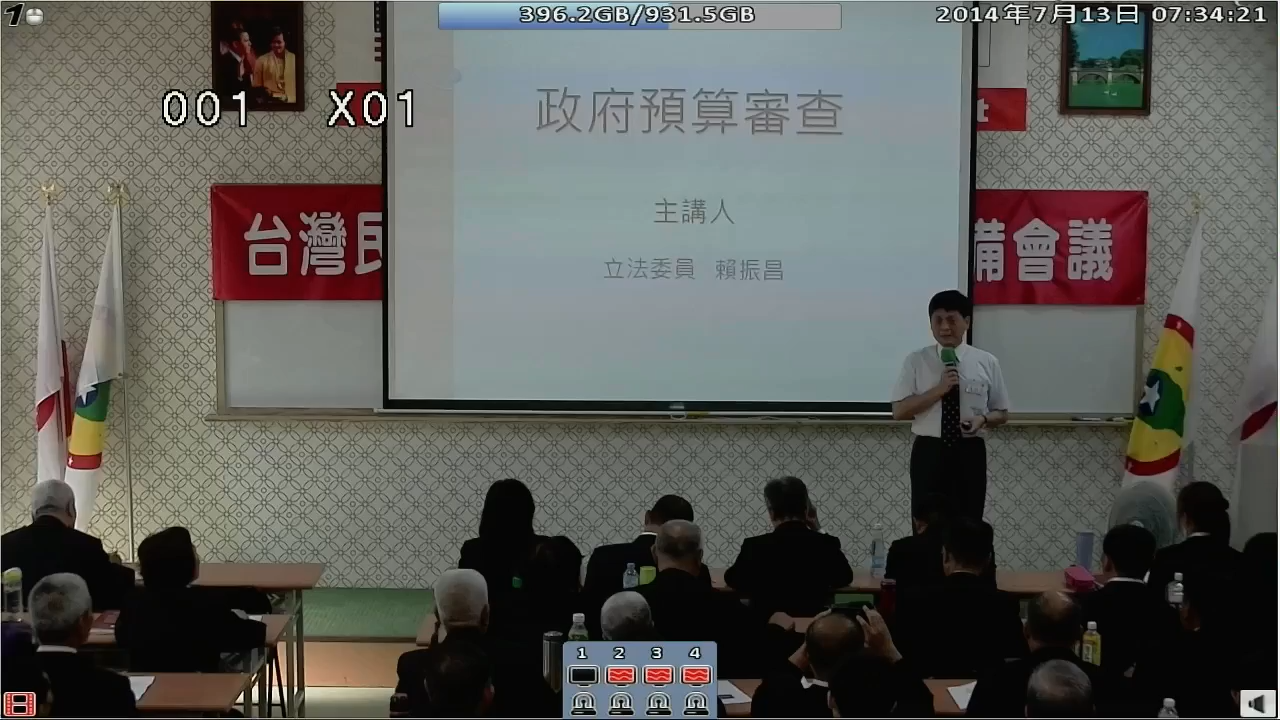 1
396.2GB/931.5GB
2014年7月13日 07:34:21
001 X01
政府預算審查
主講人
立法委員 賴振昌
t
台灣民
備會議
1 2 3 4